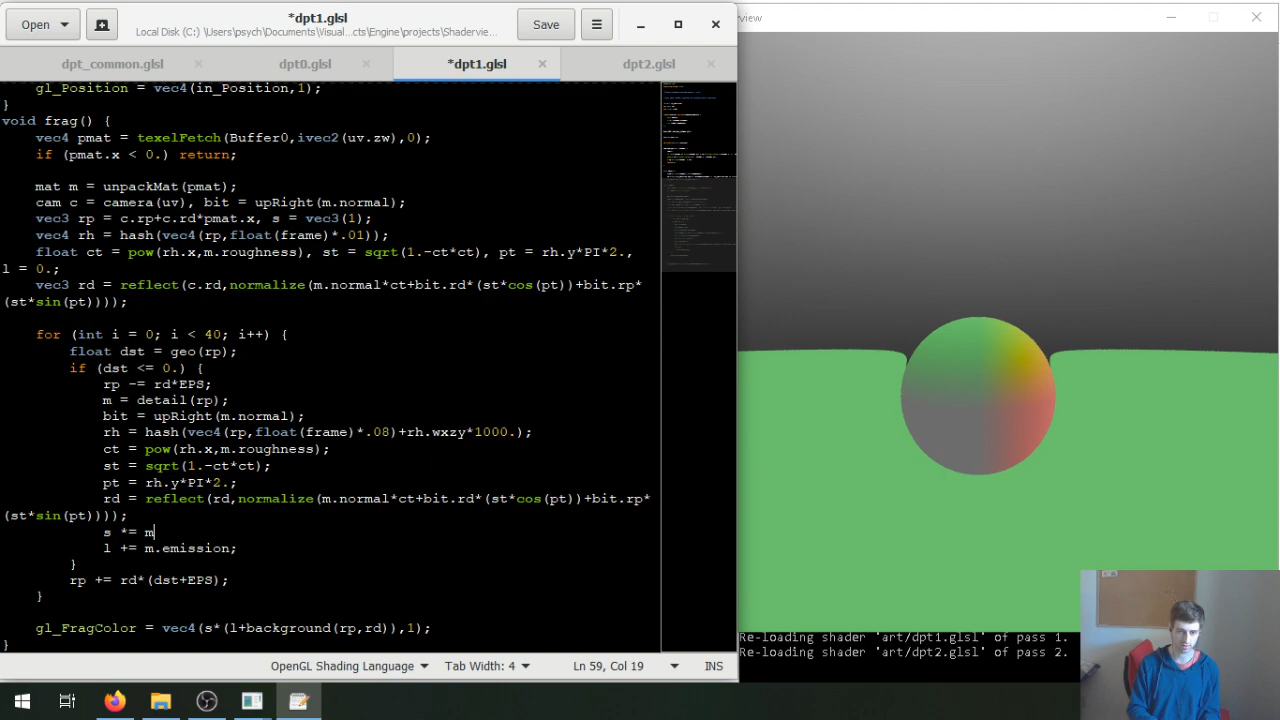 Open
*dpt1.glsl
Local Disk (C:) \Users\psych\Documents\Visual...cts\Engine\projects\Shadervie...
Save
rview
dpt_common.glsl
dpt0.glsl
*dpt1.glsl
dpt2.glsl
gl_Position = vec4(in_Position,1);
}
void frag() {
vec4 pmat = texelFetch(Buffer0,ivec2(uv.zw),0);
if (pmat.x < 0.) return;
mat m = unpackMat(pmat);
cam c = camera(uv), bit = upRight(m.normal);
vec3 rp = c.rp+c.rd*pmat.x, s = vec3(1);
vec4 rh = hash(vec4(rp,float(frame)*.01));
float ct = pow(rh.x,m.roughness), st = sqrt(1.-ct*ct), pt = rh.y*PI*2.,
l = 0.;
vec3 rd = reflect(c.rd,normalize(m.normal*ct+bit.rd*(st*cos(pt))+bit.rp*
(st*sin(pt))));
for (int i = 0; i < 40; i++) {
float dst = geo(rp);
if (dst <= 0.) {
rp -= rd*EPS;
m = detail(rp);
bit = upRight(m.normal);
rh = hash(vec4(rp,float(frame)*.08)+rh.wxzy*1000.);
ct = pow(rh.x,m.roughness);
st = sqrt(1.-ct*ct);
pt = rh.y*PI*2.;
rd = reflect(rd,normalize(m.normal*ct+bit.rd*(st*cos(pt))+bit.rp*
(st*sin(pt))));
s *= m
l += m.emission;
}
rp += rd*(dst+EPS);
}
gl_FragColor = vec4(s*(l+background(rp,rd)),1);
}
Re-loading shader 'art/dpt1.glsl' of pass 1.
Re-loading shader 'art/dpt2.glsl' of pass 2.
OpenGL Shading Language
Tab Width: 4
Ln 59, Col 19
INS